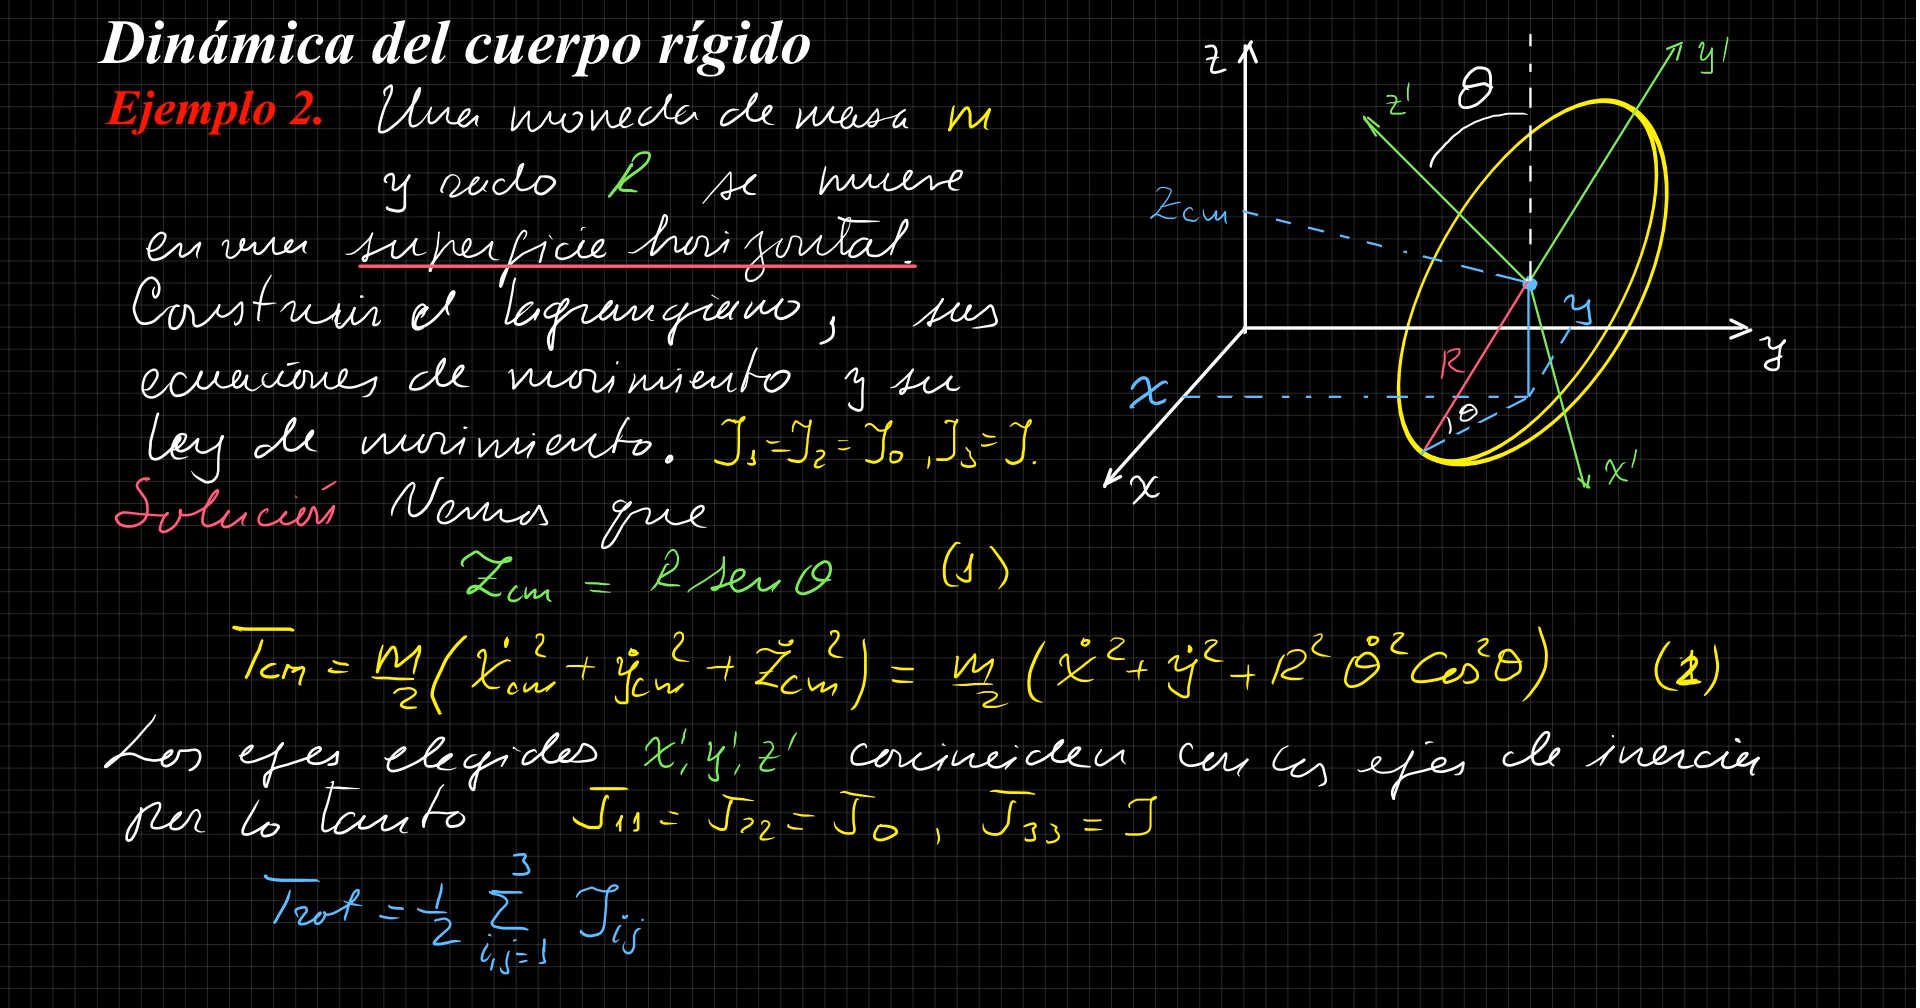 Dinámica del cuerpo rígido
Ejemplo 2. Una moneda de masa m
y radio R se mueve
en una superficie horizontal.
Construir el lagrangiano, sus
ecuaciones de movimiento y su
ley de movimiento. J₁=J₂=J₀, J₃=J.
Solución Vemos que
Z_cm = R sen θ (1)
T_cm = m/2 (ẋ_cm² + ẏ_cm² + ż_cm²) = m/2 (ẋ² + ẏ² + R² θ̇² cos²θ) (2)
Los ejes elegidos x', y', z' coinciden con los ejes de inercia
por lo tanto J₁₁ = J₂₂ = J₀, J₃₃ = J
T_rot = 1/2 Σ_{i,j=1}^{3} J_ij
z
θ
z'
y'
Z_cm
y
y
R
x
θ
x
x'